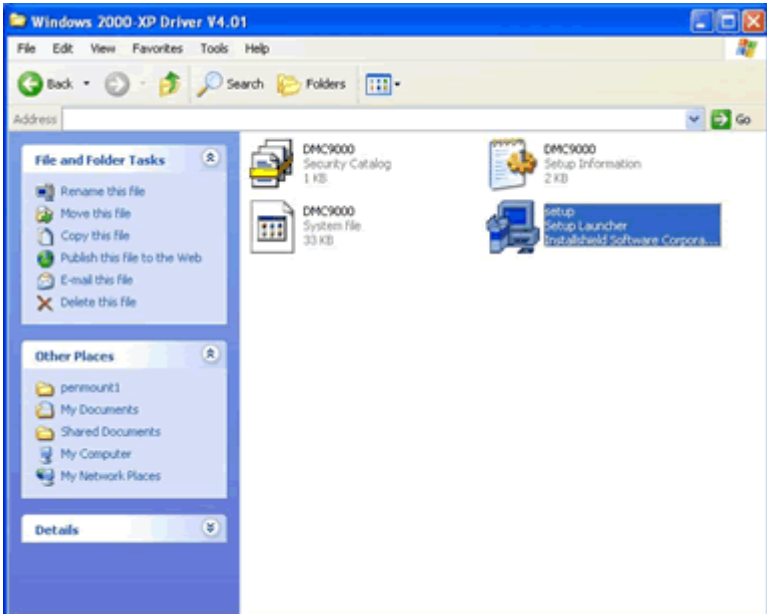 Windows 2000-XP Driver V4.01
File Edit View Favorites Tools Help
Back Search Folders
Address Go
File and Folder Tasks
Rename this file
Move this file
Copy this file
Publish this file to the Web
E-mail this file
Delete this file
Other Places
penmount1
My Documents
Shared Documents
My Computer
My Network Places
Details
DMC9000
Security Catalog
1 KB
DMC9000
Setup Information
2 KB
DMC9000
System file
33 KB
setup
Setup Launcher
InstallShield Software Corpora...